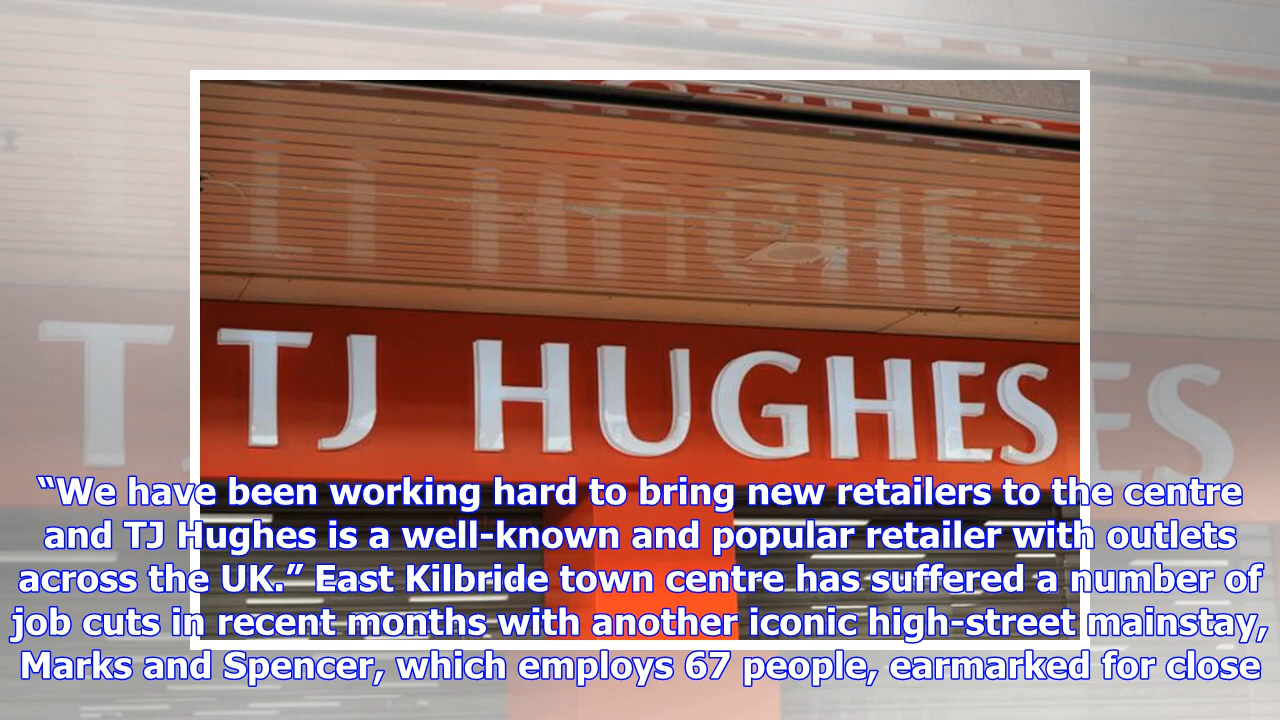 TJ HUGHES
“We have been working hard to bring new retailers to the centre
and TJ Hughes is a well-known and popular retailer with outlets
across the UK.” East Kilbride town centre has suffered a number of
job cuts in recent months with another iconic high-street mainstay,
Marks and Spencer, which employs 67 people, earmarked for close